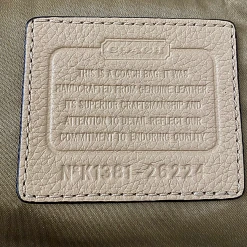 COACH
THIS IS A COACH BAG. IT WAS
HANDCRAFTED FROM GENUINE LEATHER.
ITS SUPERIOR CRAFTSMANSHIP AND
ATTENTION TO DETAIL REFLECT OUR
COMMITMENT TO ENDURING QUALITY.
Nº K1381-26224